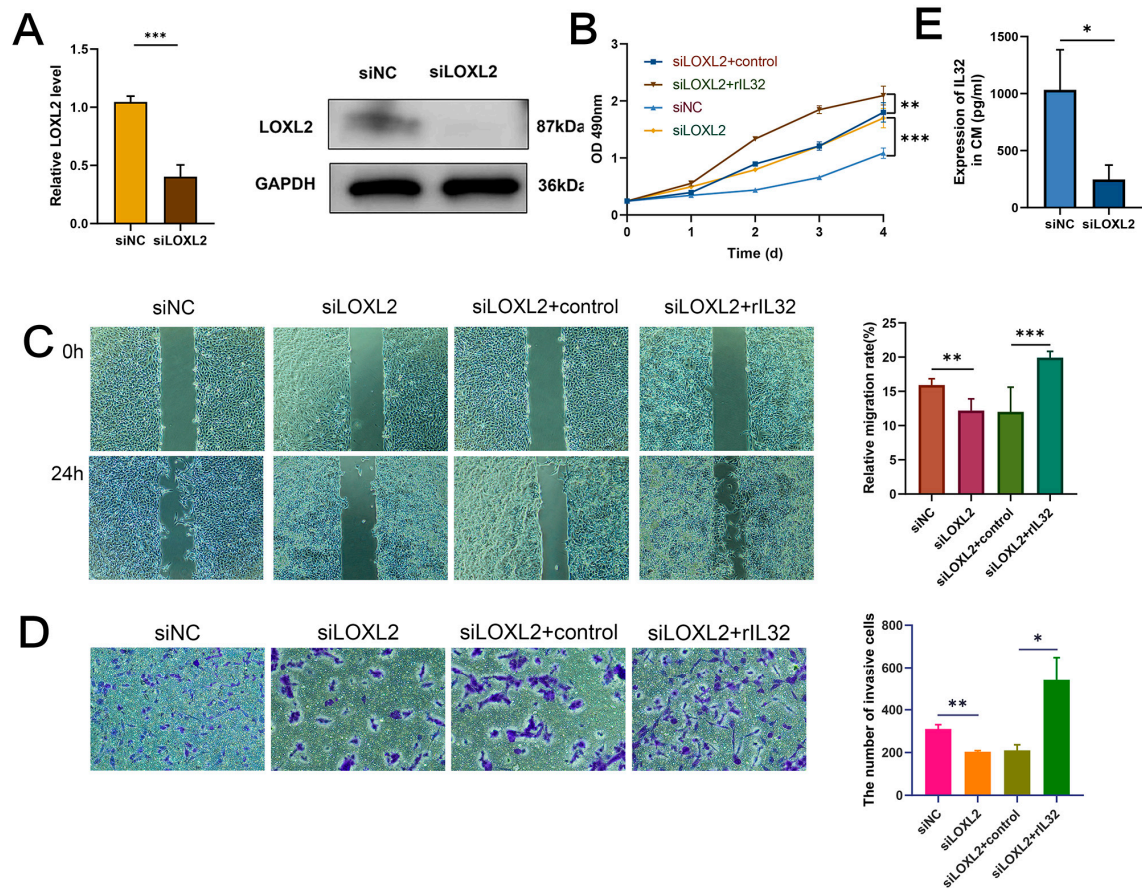 A
***
Relative LOXL2 level
1.5
1.0
0.5
0.0
siNC
siLOXL2
siNC
siLOXL2
LOXL2
87kDa
GAPDH
36kDa
B
OD 490nm
3
2
1
0
0
1
2
3
4
Time (d)
siLOXL2+control
siLOXL2+rIL32
siNC
siLOXL2
**
***
E
Expression of IL32
in CM (pg/ml)
1500
1000
500
0
*
siNC
siLOXL2
C
siNC
siLOXL2
siLOXL2+control
siLOXL2+rIL32
0h
24h
Relative migration rate(%)
25
20
15
10
5
0
**
***
siNC
siLOXL2
siLOXL2+control
siLOXL2+rIL32
D
siNC
siLOXL2
siLOXL2+control
siLOXL2+rIL32
The number of invasive cells
800
600
400
200
0
**
*
siNC
siLOXL2
siLOXL2+control
siLOXL2+rIL32